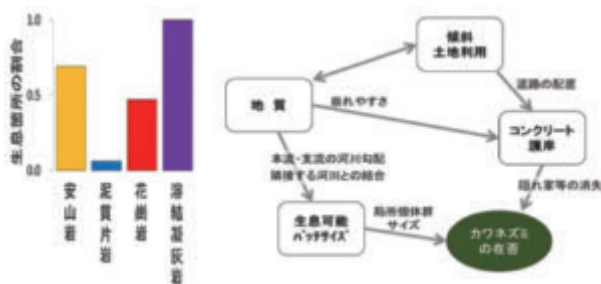 生息箇所の割合
1.0
0.5
0.0
安山岩
泥質片岩
花崗岩
溶結凝灰岩
傾斜
土地利用
地質
崩れやすさ
道路の配置
コンクリート
護岸
本流・支流の河川勾配
隣接する河川との結合
隠れ家等の消失
生息可能
パッチサイズ
局所個体群
サイズ
カワネズミ
の在否